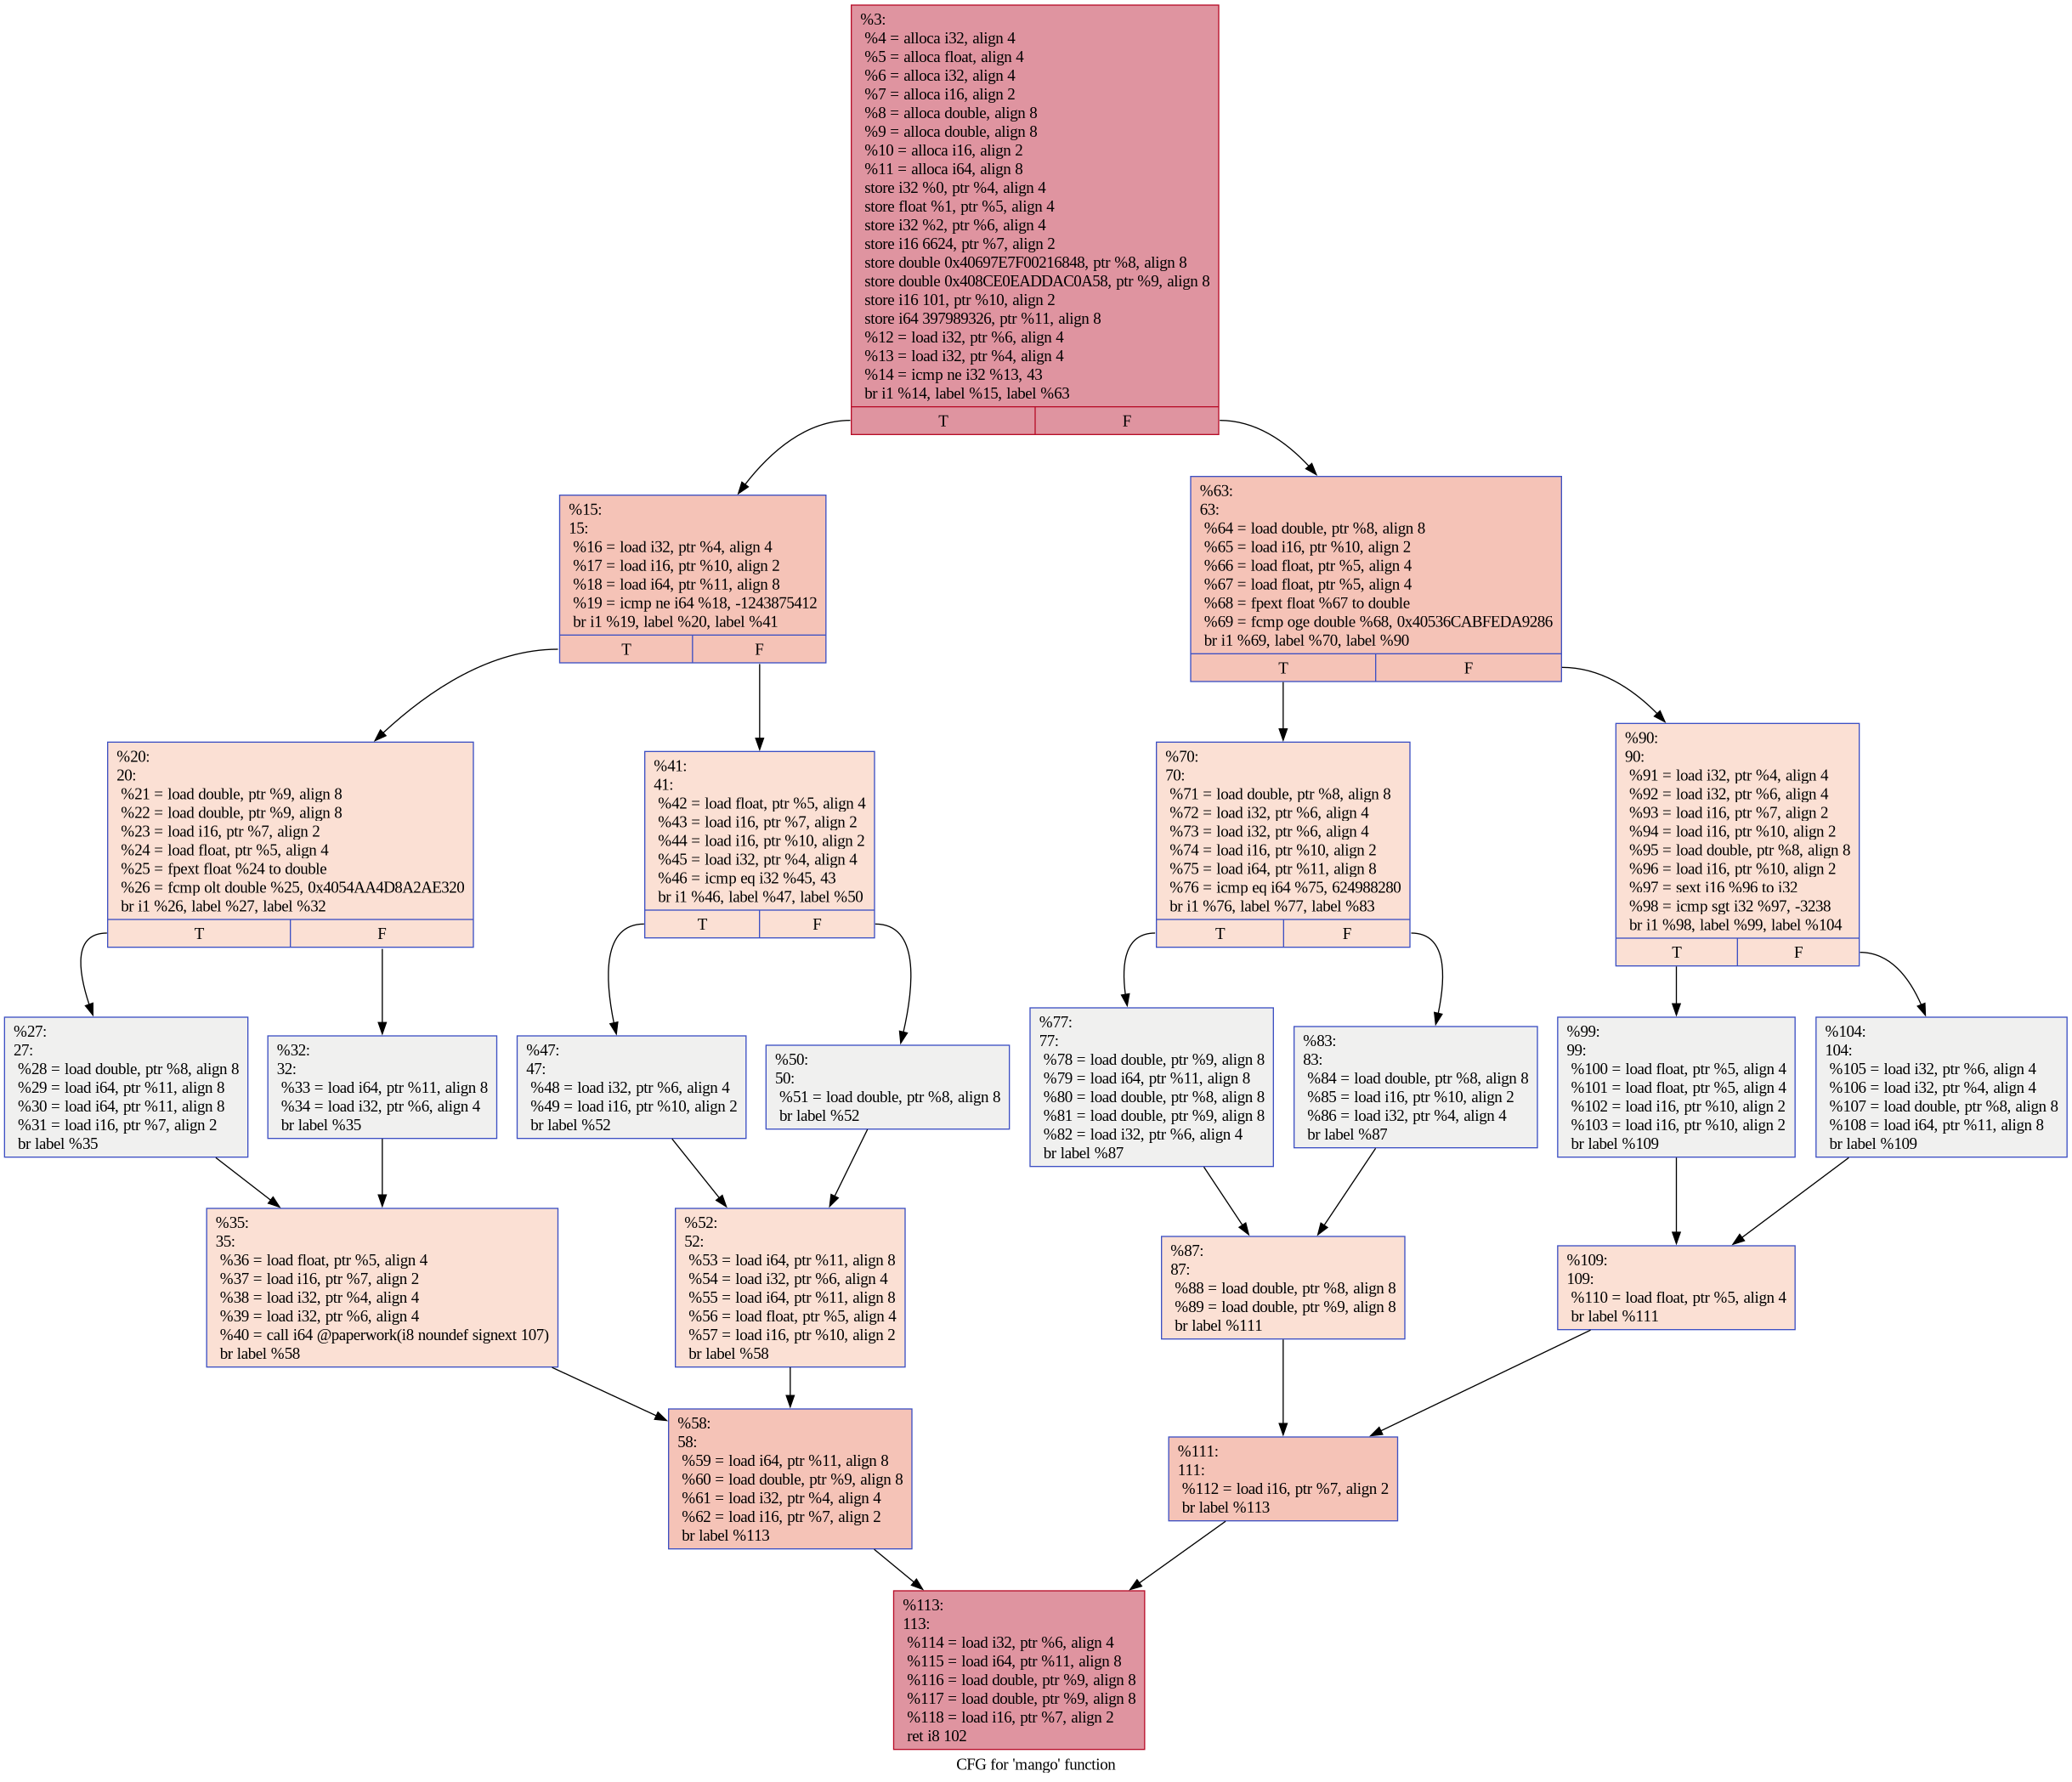 %3:
%4 = alloca i32, align 4
%5 = alloca float, align 4
%6 = alloca i32, align 4
%7 = alloca i16, align 2
%8 = alloca double, align 8
%9 = alloca double, align 8
%10 = alloca i16, align 2
%11 = alloca i64, align 8
store i32 %0, ptr %4, align 4
store float %1, ptr %5, align 4
store i32 %2, ptr %6, align 4
store i16 6624, ptr %7, align 2
store double 0x40697E7F00216848, ptr %8, align 8
store double 0x408CE0EADDAC0A58, ptr %9, align 8
store i16 101, ptr %10, align 2
store i64 397989326, ptr %11, align 8
%12 = load i32, ptr %6, align 4
%13 = load i32, ptr %4, align 4
%14 = icmp ne i32 %13, 43
br i1 %14, label %15, label %63
T F
%15:
15:
%16 = load i32, ptr %4, align 4
%17 = load i16, ptr %10, align 2
%18 = load i64, ptr %11, align 8
%19 = icmp ne i64 %18, -1243875412
br i1 %19, label %20, label %41
T F
%63:
63:
%64 = load double, ptr %8, align 8
%65 = load i16, ptr %10, align 2
%66 = load float, ptr %5, align 4
%67 = load float, ptr %5, align 4
%68 = fpext float %67 to double
%69 = fcmp oge double %68, 0x40536CABFEDA9286
br i1 %69, label %70, label %90
T F
%20:
20:
%21 = load double, ptr %9, align 8
%22 = load double, ptr %9, align 8
%23 = load i16, ptr %7, align 2
%24 = load float, ptr %5, align 4
%25 = fpext float %24 to double
%26 = fcmp olt double %25, 0x4054AA4D8A2AE320
br i1 %26, label %27, label %32
T F
%41:
41:
%42 = load float, ptr %5, align 4
%43 = load i16, ptr %7, align 2
%44 = load i16, ptr %10, align 2
%45 = load i32, ptr %4, align 4
%46 = icmp eq i32 %45, 43
br i1 %46, label %47, label %50
T F
%70:
70:
%71 = load double, ptr %8, align 8
%72 = load i32, ptr %6, align 4
%73 = load i32, ptr %6, align 4
%74 = load i16, ptr %10, align 2
%75 = load i64, ptr %11, align 8
%76 = icmp eq i64 %75, 624988280
br i1 %76, label %77, label %83
T F
%90:
90:
%91 = load i32, ptr %4, align 4
%92 = load i32, ptr %6, align 4
%93 = load i16, ptr %7, align 2
%94 = load i16, ptr %10, align 2
%95 = load double, ptr %8, align 8
%96 = load i16, ptr %10, align 2
%97 = sext i16 %96 to i32
%98 = icmp sgt i32 %97, -3238
br i1 %98, label %99, label %104
T F
%27:
27:
%28 = load double, ptr %8, align 8
%29 = load i64, ptr %11, align 8
%30 = load i64, ptr %11, align 8
%31 = load i16, ptr %7, align 2
br label %35
%32:
32:
%33 = load i64, ptr %11, align 8
%34 = load i32, ptr %6, align 4
br label %35
%47:
47:
%48 = load i32, ptr %6, align 4
%49 = load i16, ptr %10, align 2
br label %52
%50:
50:
%51 = load double, ptr %8, align 8
br label %52
%77:
77:
%78 = load double, ptr %9, align 8
%79 = load i64, ptr %11, align 8
%80 = load double, ptr %8, align 8
%81 = load double, ptr %9, align 8
%82 = load i32, ptr %6, align 4
br label %87
%83:
83:
%84 = load double, ptr %8, align 8
%85 = load i16, ptr %10, align 2
%86 = load i32, ptr %4, align 4
br label %87
%99:
99:
%100 = load float, ptr %5, align 4
%101 = load float, ptr %5, align 4
%102 = load i16, ptr %10, align 2
%103 = load i16, ptr %10, align 2
br label %109
%104:
104:
%105 = load i32, ptr %6, align 4
%106 = load i32, ptr %4, align 4
%107 = load double, ptr %8, align 8
%108 = load i64, ptr %11, align 8
br label %109
%35:
35:
%36 = load float, ptr %5, align 4
%37 = load i16, ptr %7, align 2
%38 = load i32, ptr %4, align 4
%39 = load i32, ptr %6, align 4
%40 = call i64 @paperwork(i8 noundef signext 107)
br label %58
%52:
52:
%53 = load i64, ptr %11, align 8
%54 = load i32, ptr %6, align 4
%55 = load i64, ptr %11, align 8
%56 = load float, ptr %5, align 4
%57 = load i16, ptr %10, align 2
br label %58
%87:
87:
%88 = load double, ptr %8, align 8
%89 = load double, ptr %9, align 8
br label %111
%109:
109:
%110 = load float, ptr %5, align 4
br label %111
%58:
58:
%59 = load i64, ptr %11, align 8
%60 = load double, ptr %9, align 8
%61 = load i32, ptr %4, align 4
%62 = load i16, ptr %7, align 2
br label %113
%111:
111:
%112 = load i16, ptr %7, align 2
br label %113
%113:
113:
%114 = load i32, ptr %6, align 4
%115 = load i64, ptr %11, align 8
%116 = load double, ptr %9, align 8
%117 = load double, ptr %9, align 8
%118 = load i16, ptr %7, align 2
ret i8 102
CFG for 'mango' function